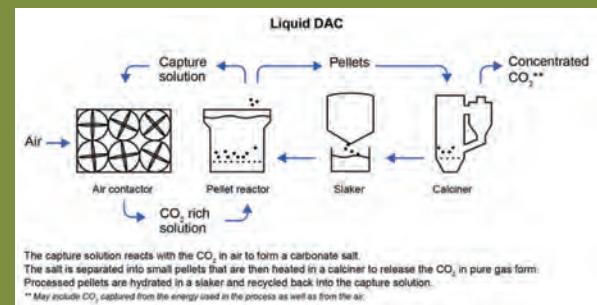 Liquid DAC
Capture
solution
Pellets
Concentrated
CO₂**
Air
Air contactor
Pellet reactor
Slaker
Calciner
CO₂ rich
solution
The capture solution reacts with the CO₂ in air to form a carbonate salt.
The salt is separated into small pellets that are then heated in a calciner to release the CO₂ in pure gas form.
Processed pellets are hydrated in a slaker and recycled back into the capture solution.
** May include CO₂ captured from the energy used in the process as well as from the air.